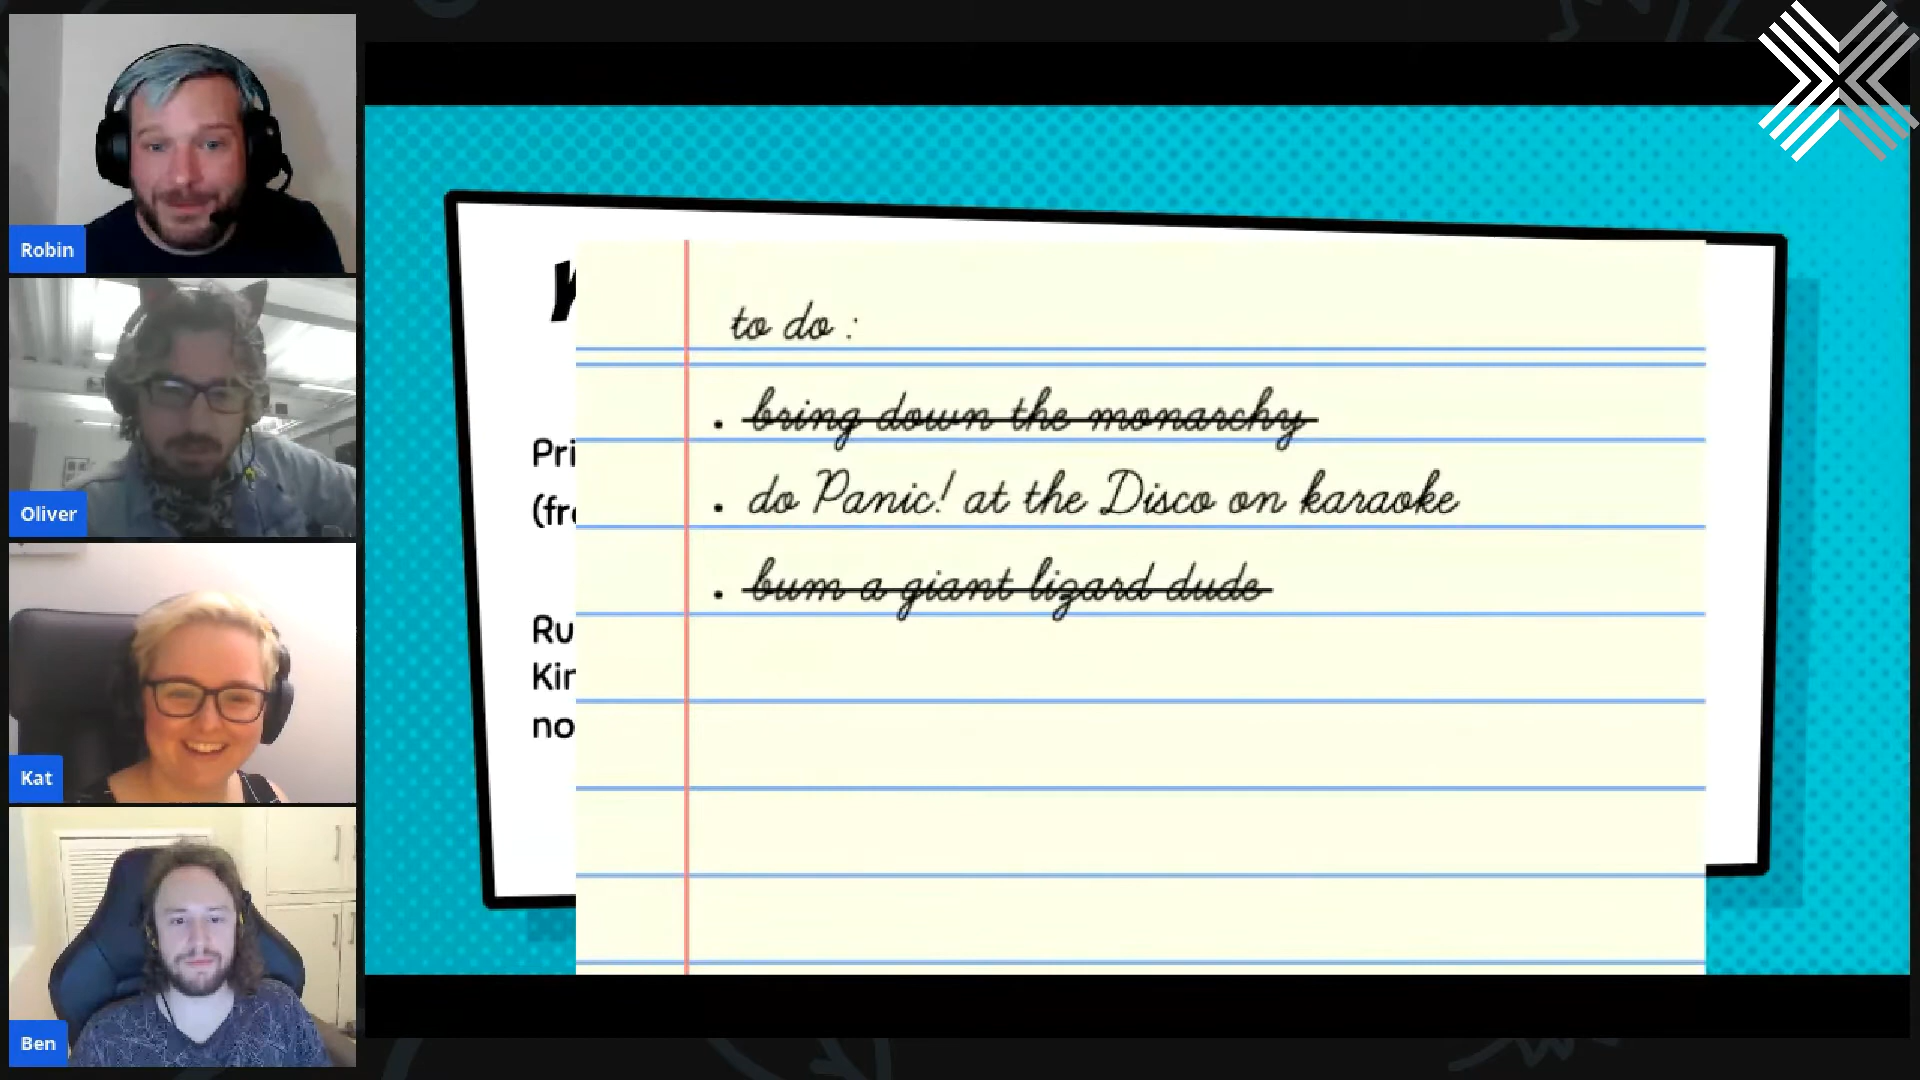 Robin
Oliver
Kat
Ben
to do :
. bring down the monarchy
. do Panic! at the Disco on karaoke
. bum a giant lizard dude
Pri
(fr
Ru
Kin
no